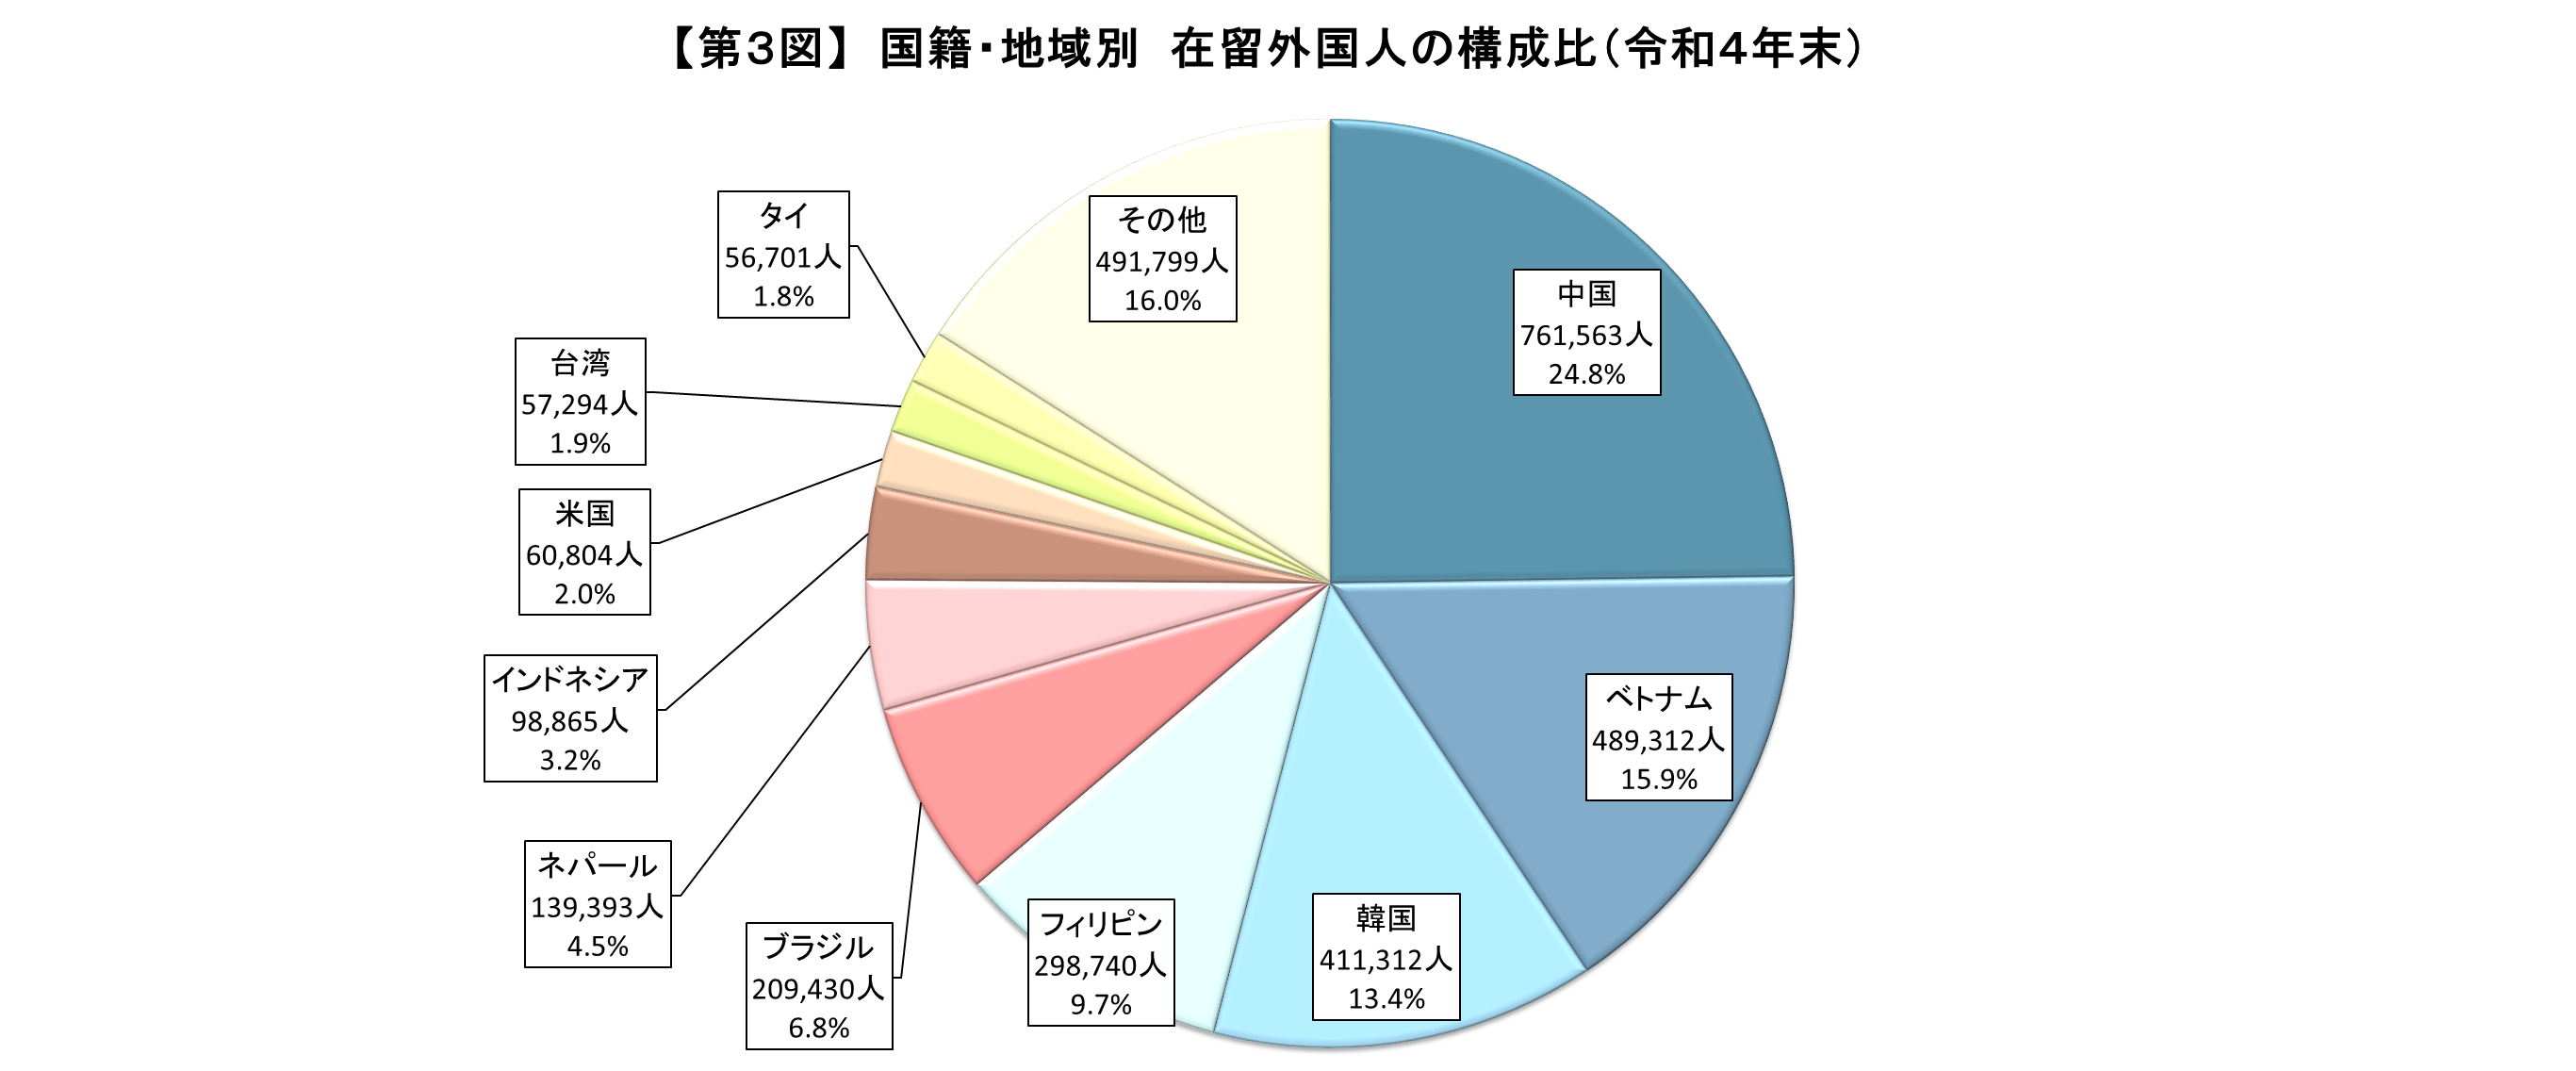 【第3図】 国籍・地域別 在留外国人の構成比(令和4年末)
中国
761,563人
24.8%
ベトナム
489,312人
15.9%
韓国
411,312人
13.4%
フィリピン
298,740人
9.7%
ブラジル
209,430人
6.8%
ネパール
139,393人
4.5%
インドネシア
98,865人
3.2%
米国
60,804人
2.0%
台湾
57,294人
1.9%
タイ
56,701人
1.8%
その他
491,799人
16.0%